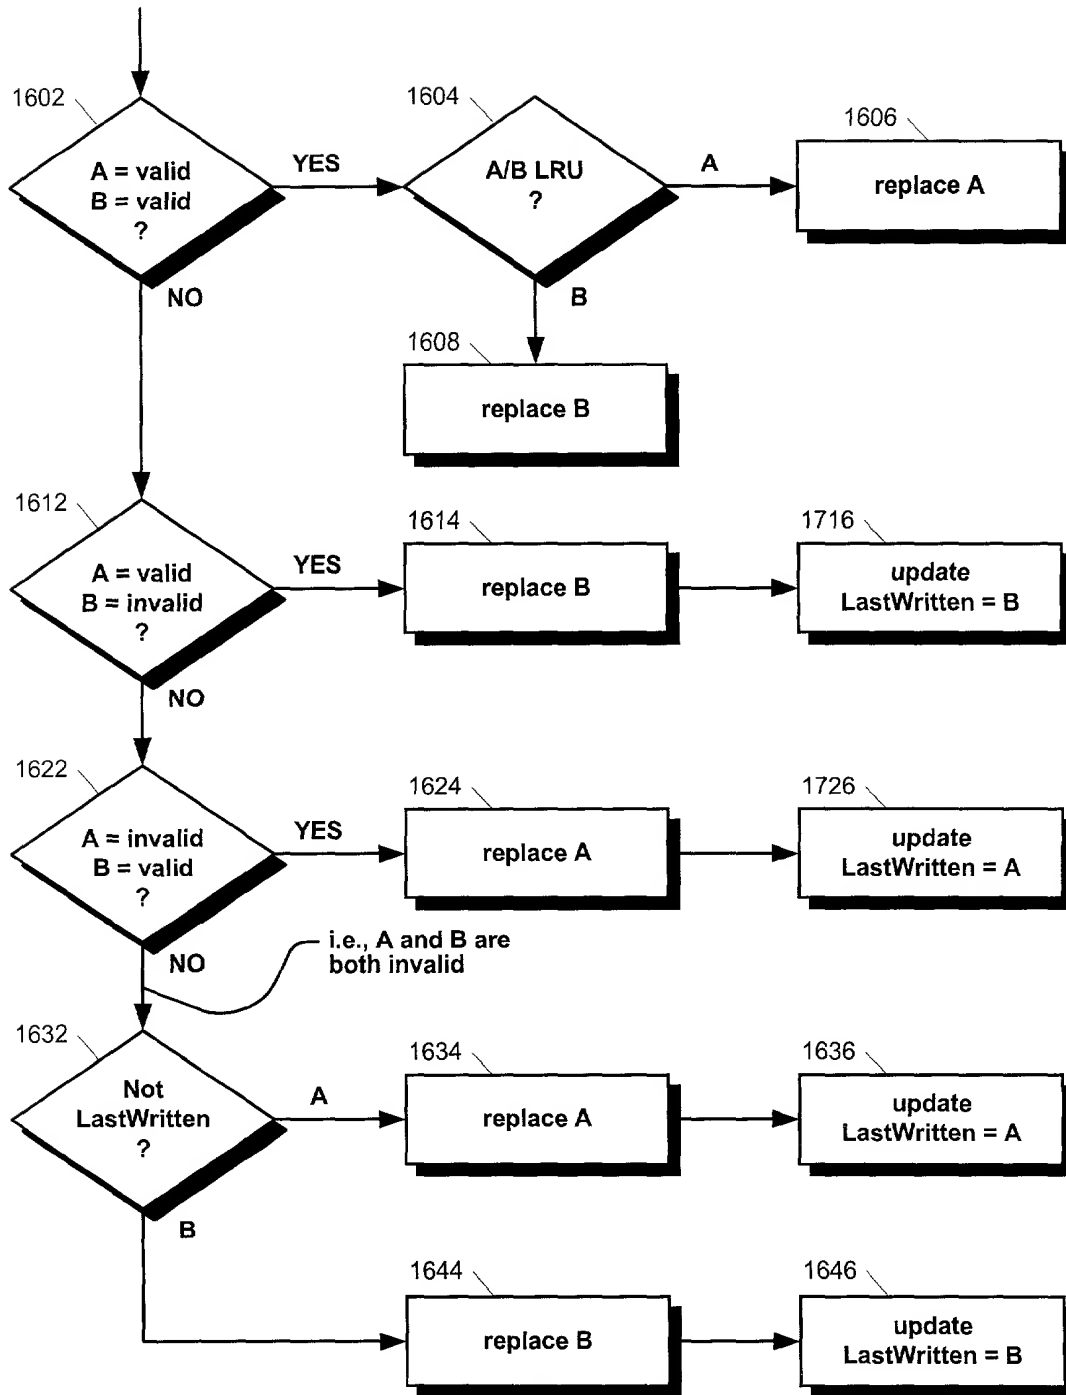 1602
A = valid
B = valid
?
YES
NO
1604
A/B LRU
?
A
B
1606
replace A
1608
replace B
1612
A = valid
B = invalid
?
YES
NO
1614
replace B
1716
update
LastWritten = B
1622
A = invalid
B = valid
?
YES
NO
1624
replace A
1726
update
LastWritten = A
i.e., A and B are
both invalid
1632
Not
LastWritten
?
A
B
1634
replace A
1636
update
LastWritten = A
1644
replace B
1646
update
LastWritten = B